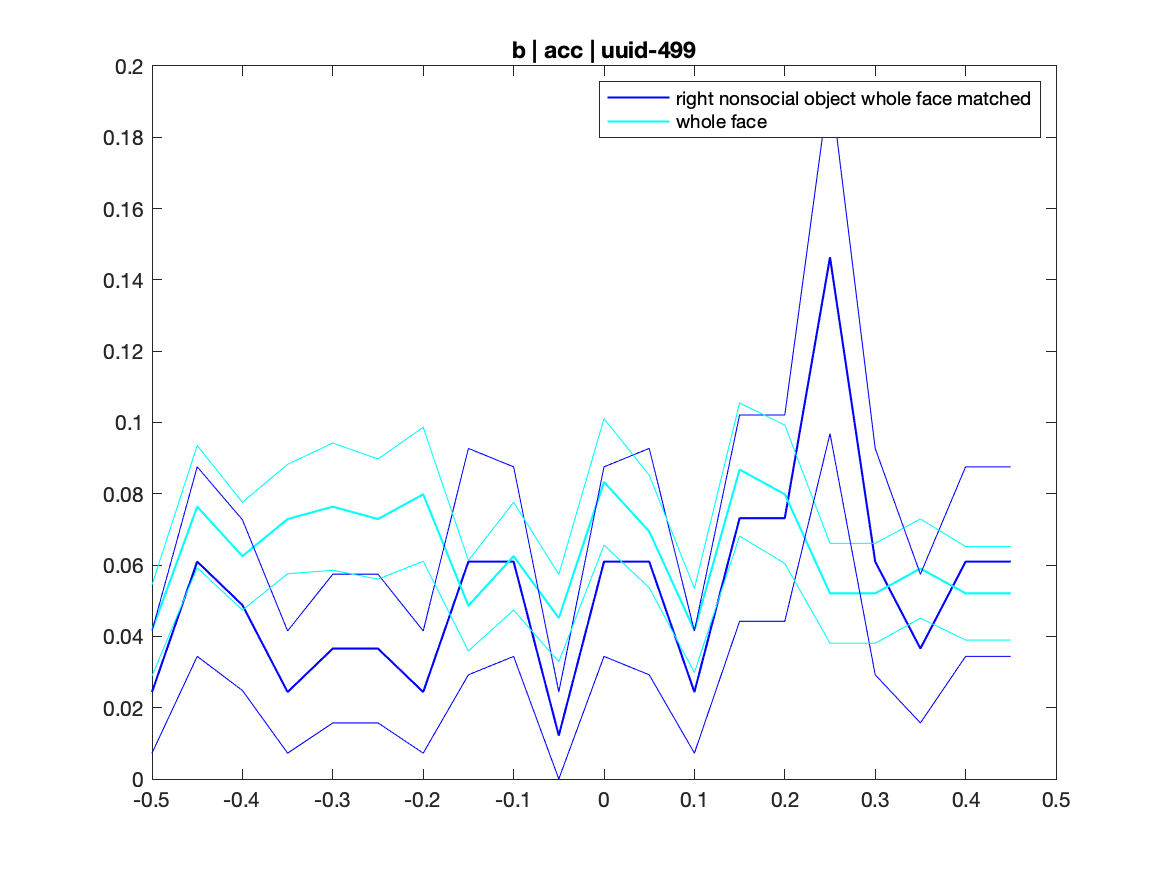 b | acc | uuid-499
right nonsocial object whole face matched
whole face
0.2
0.18
0.16
0.14
0.12
0.1
0.08
0.06
0.04
0.02
0
-0.5 -0.4 -0.3 -0.2 -0.1 0 0.1 0.2 0.3 0.4 0.5